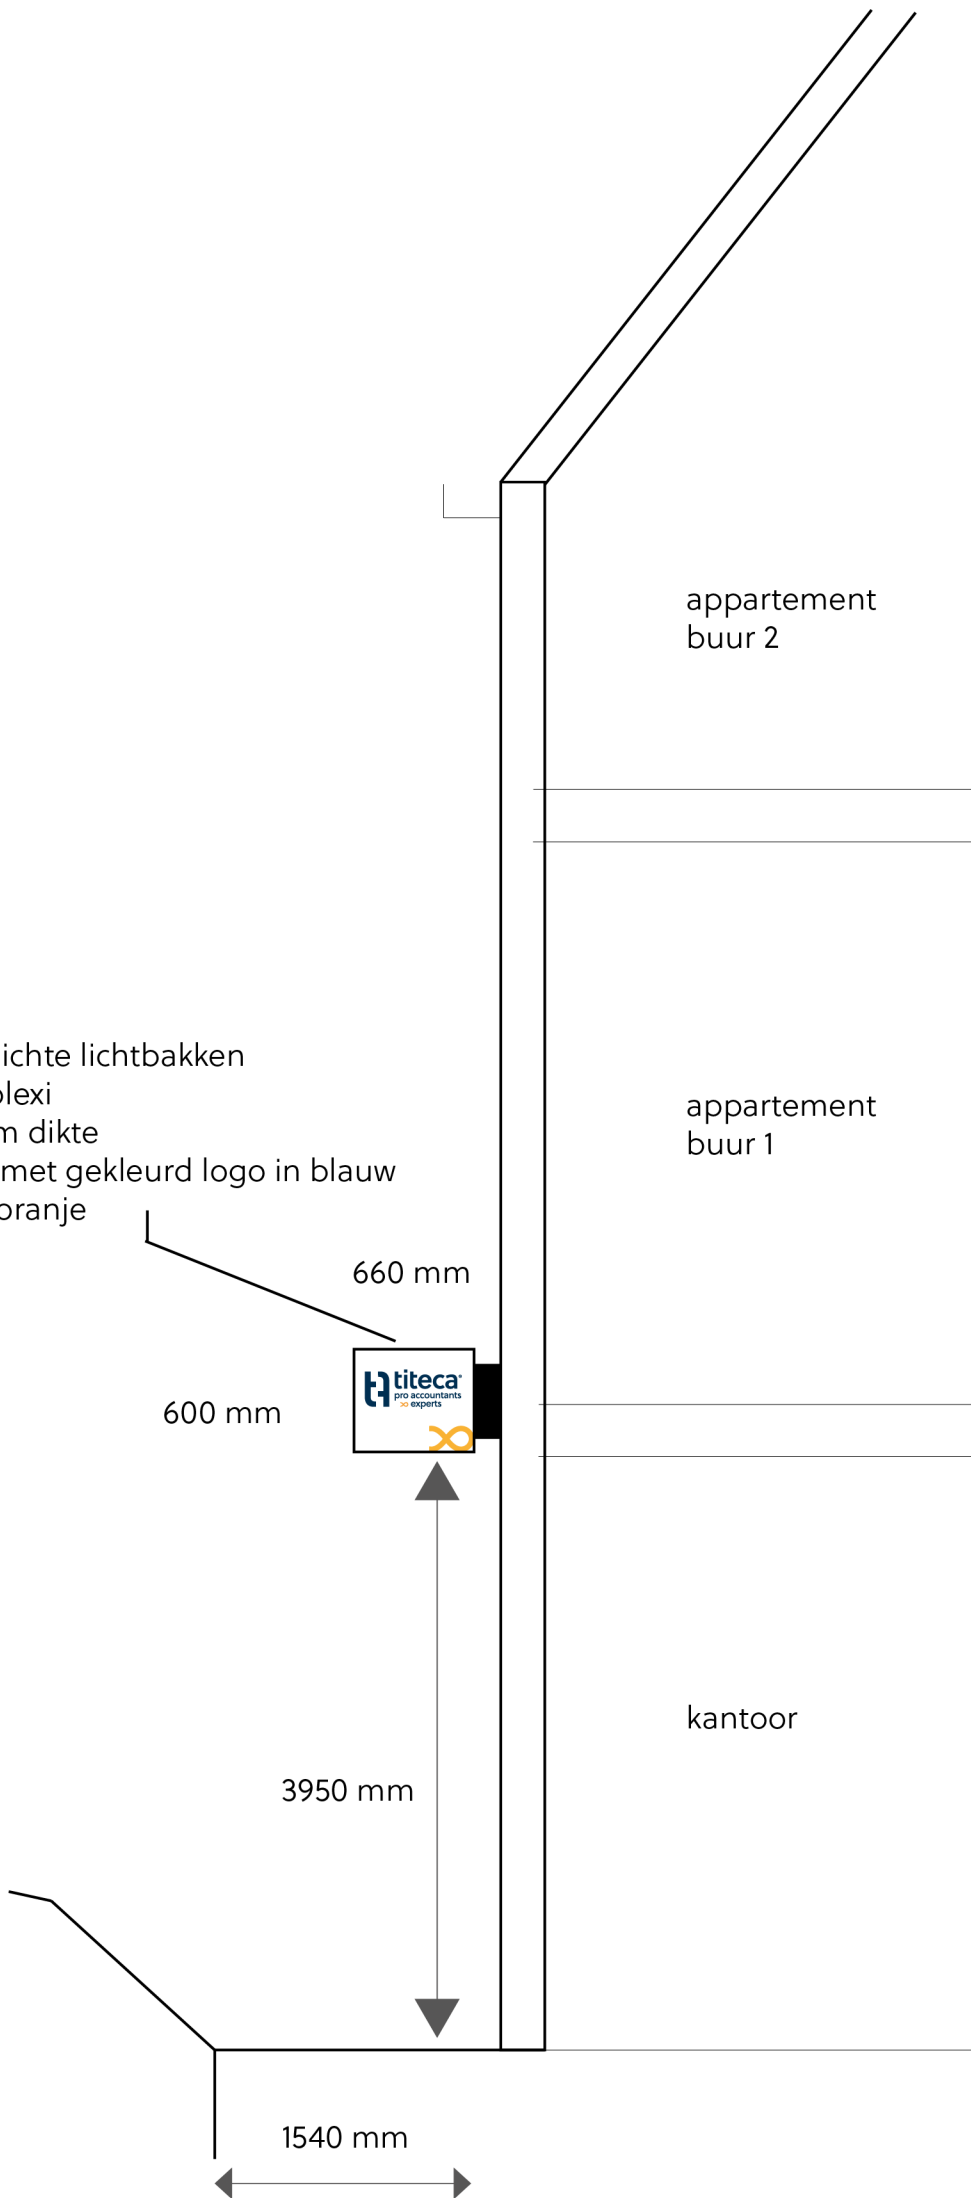 appartement
buur 2
ichte lichtbakken
plexi
m dikte
met gekleurd logo in blauw
oranje
appartement
buur 1
660 mm
titeca
pro accountants
experts
600 mm
kantoor
3950 mm
1540 mm